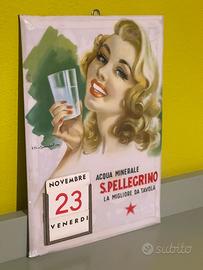 ACQUA MINERALE
S.PELLEGRINO
LA MIGLIORE DA TAVOLA
NOVEMBRE
23
VENERDI
subito